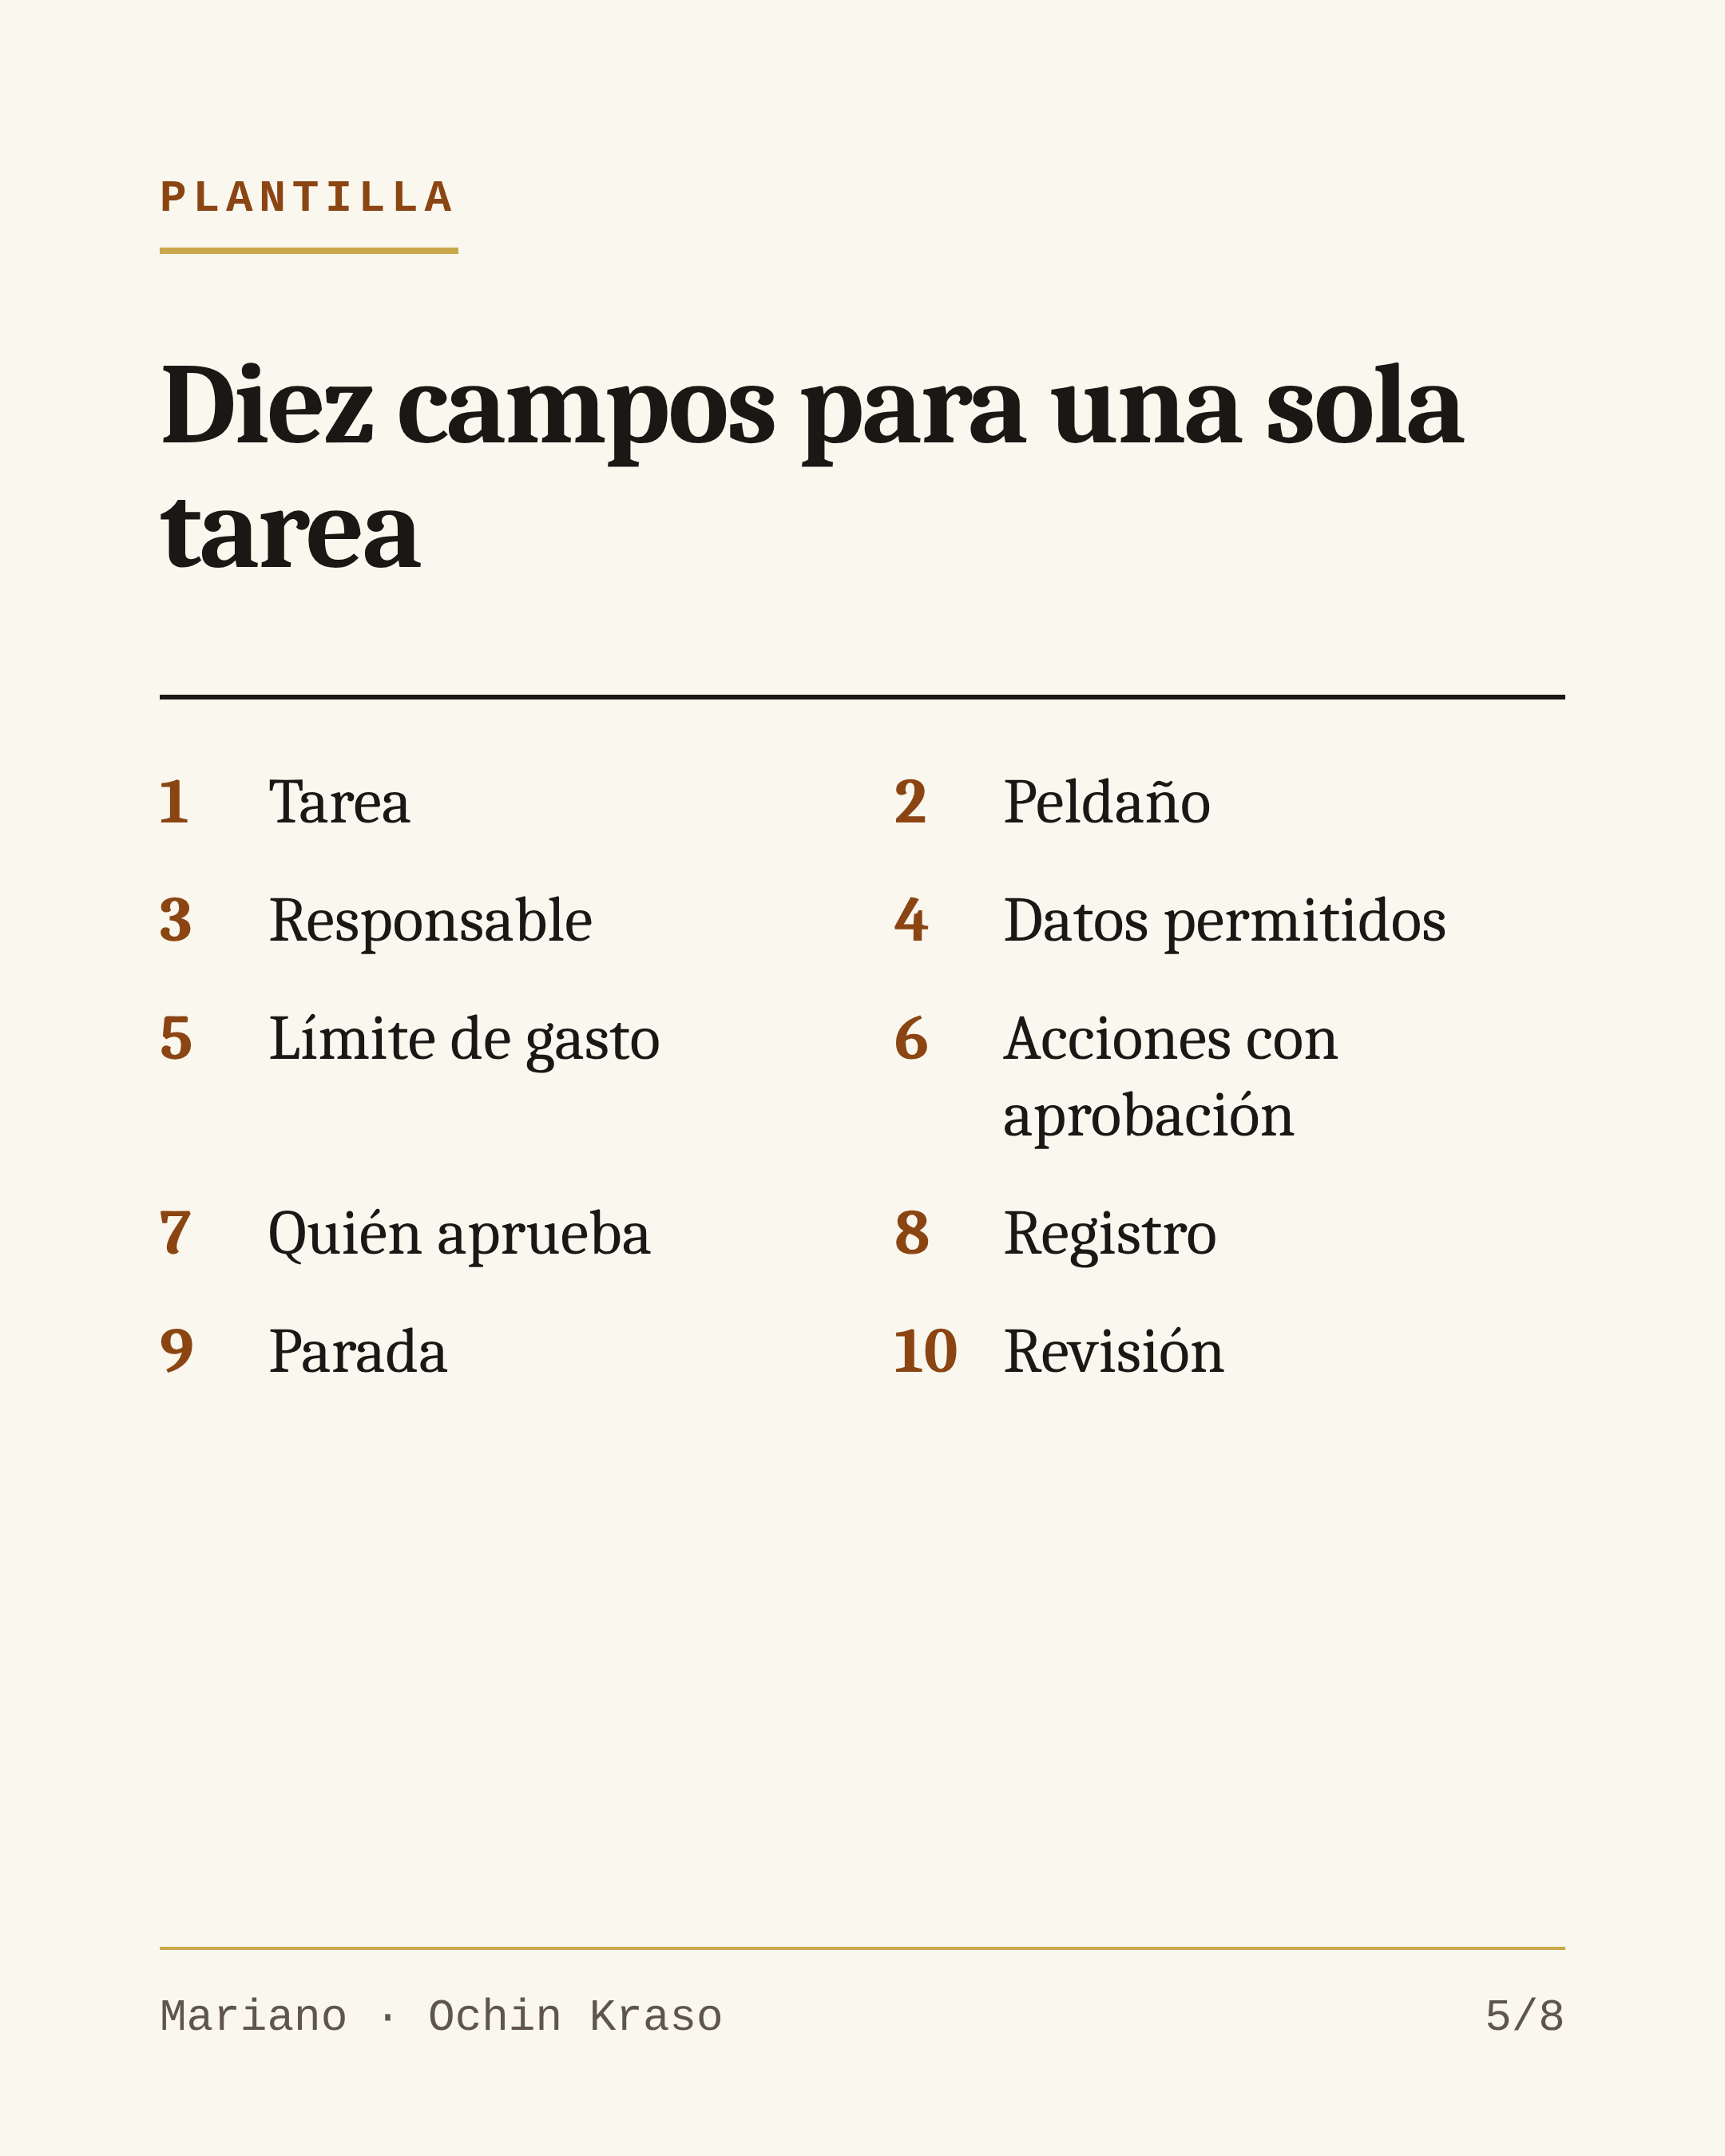 PLANTILLA
Diez campos para una sola
tarea
1 Tarea
2 Peldaño
3 Responsable
4 Datos permitidos
5 Límite de gasto
6 Acciones con
aprobación
7 Quién aprueba
8 Registro
9 Parada
10 Revisión
Mariano · Ochin Kraso
5/8